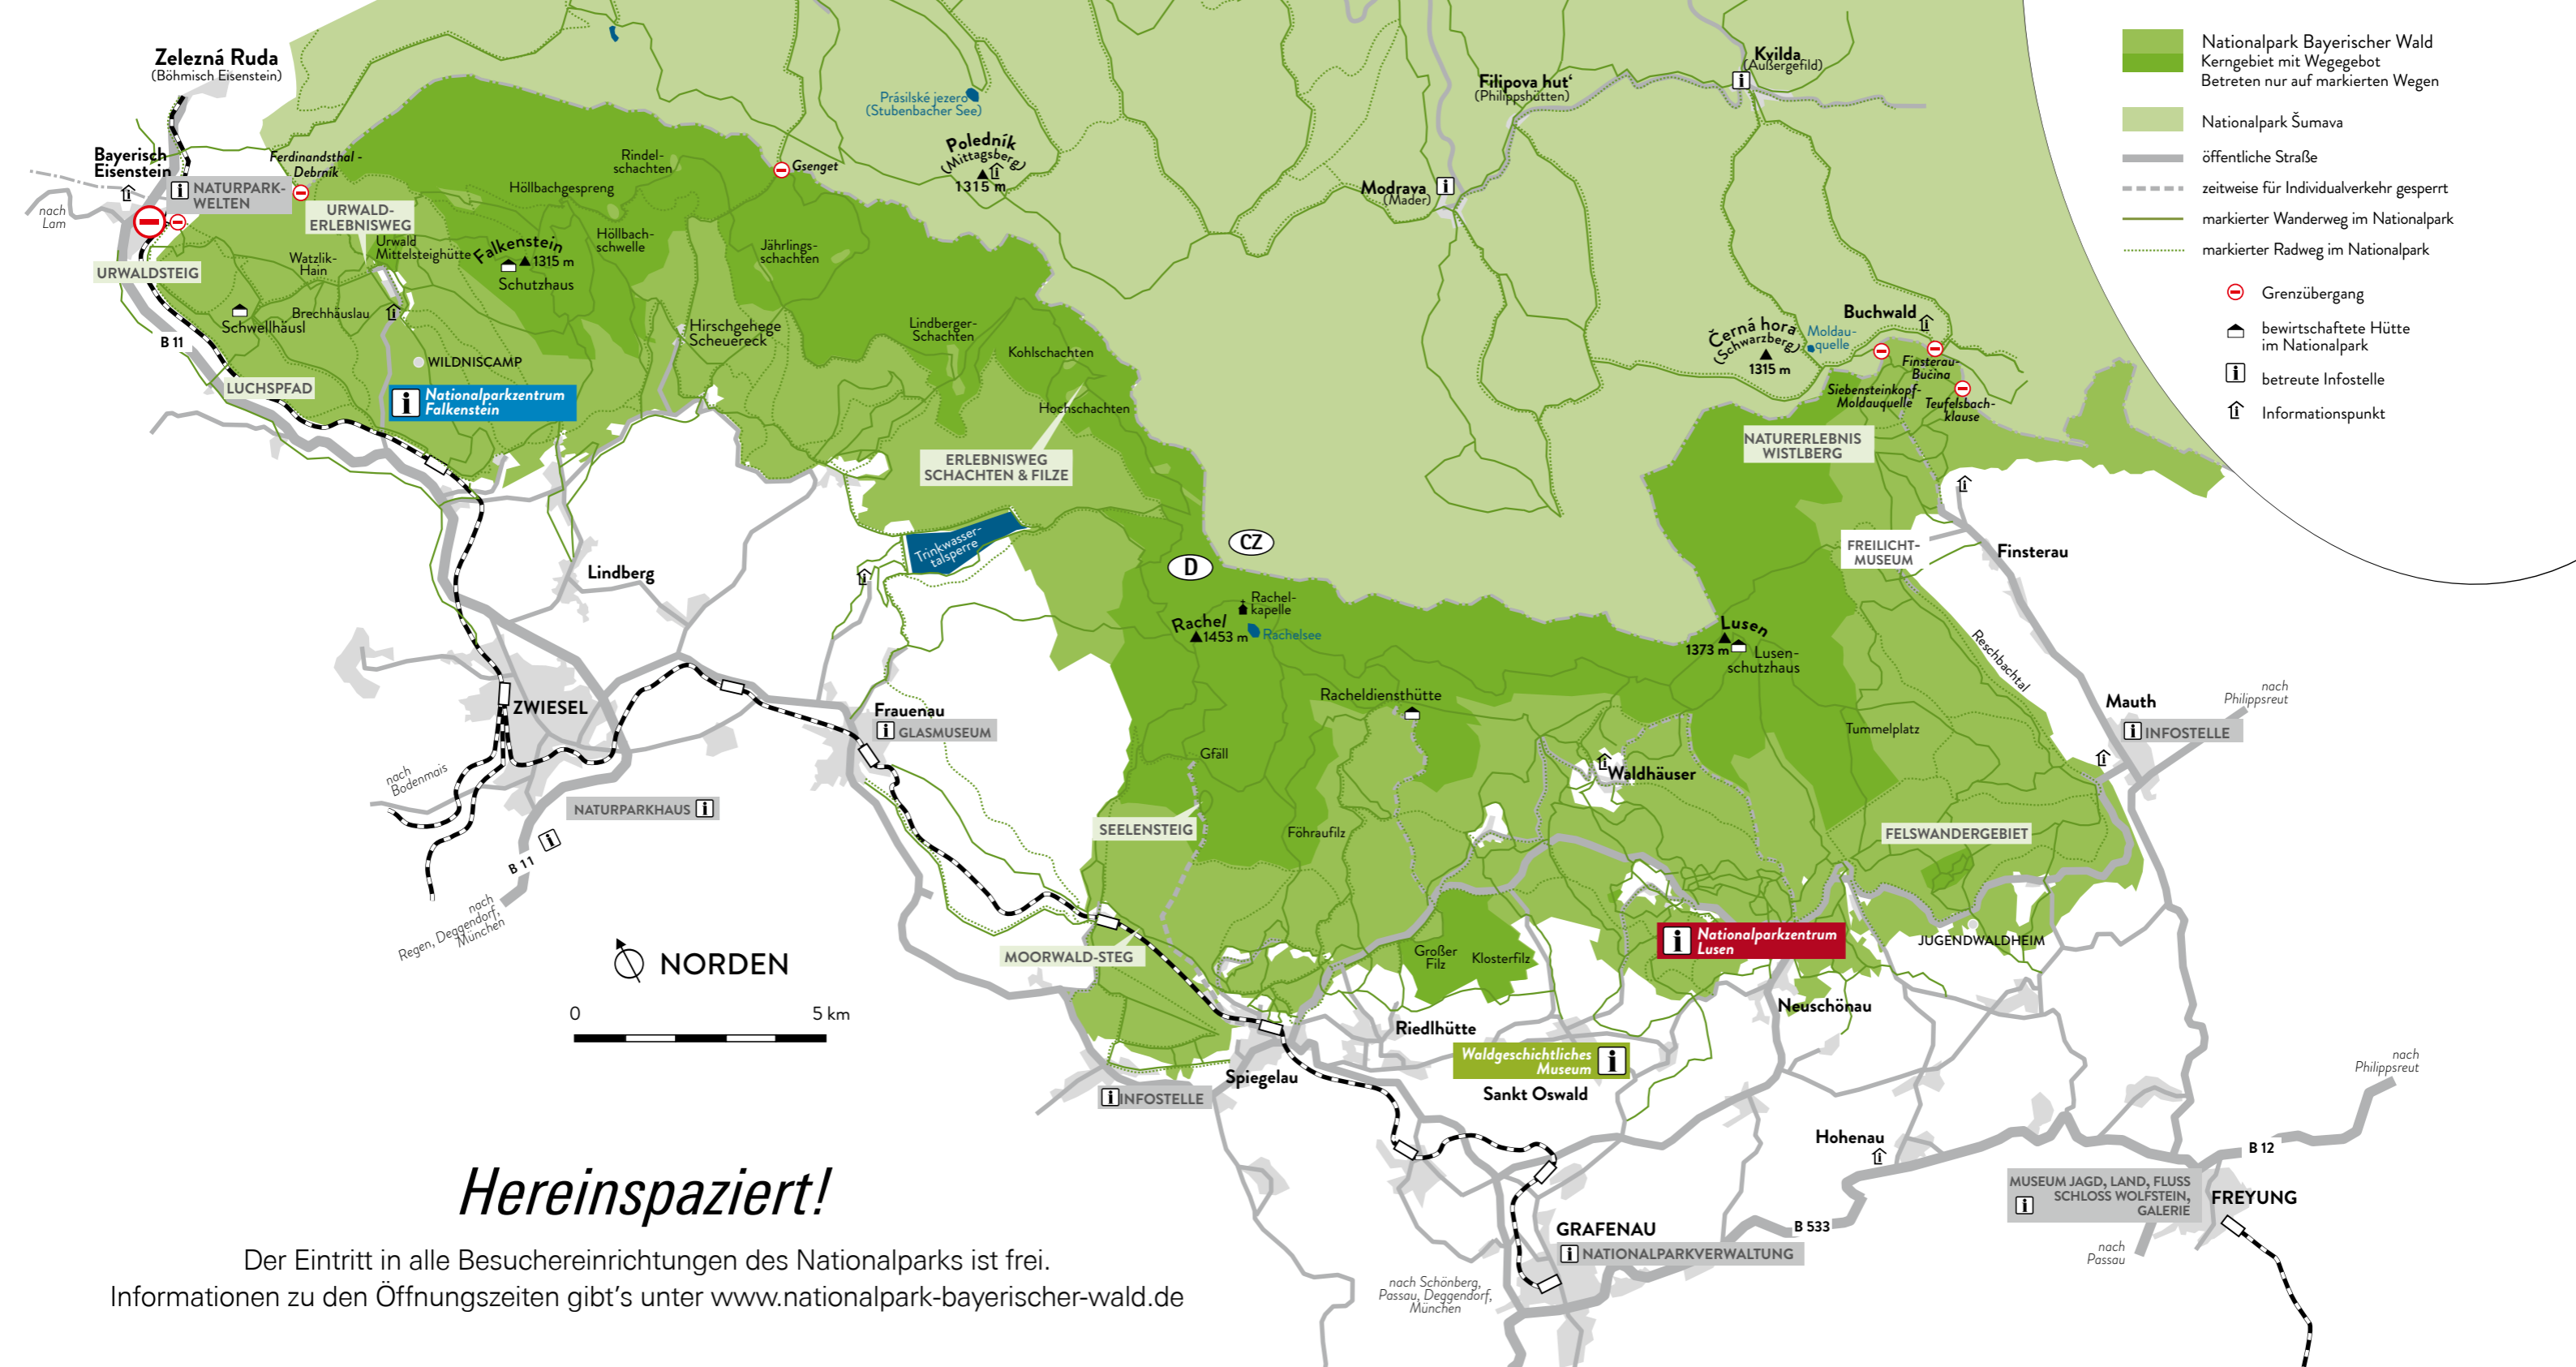 Zelezná Ruda
(Böhmisch Eisenstein)
Bayerisch
Eisenstein
nach
Lam
NATURPARK-
WELTEN
Ferdinandsthal -
Debrník
URWALD-
ERLEBNISWEG
URWALDSTEIG
Watzlik-
Hain
Urwald
Mittelsteighütte
Brechhäuslau
Schwellhäusl
B 11
LUCHSPFAD
WILDNISCAMP
Nationalparkzentrum
Falkenstein
Falkenstein
1315 m
Schutzhaus
Höllbachgespreng
Höllbach-
schwelle
Rindel-
schachten
Gsenget
Jährlings-
schachten
Hirschgehege
Scheuereck
Prásilské jezero
(Stubenbacher See)
Poledník
(Mittagsberg)
1315 m
Lindberger-
Schachten
Kohlschachten
Hochschachten
ERLEBNISWEG
SCHACHTEN & FILZE
Trinkwasser-
talsperre
Filipova hut‘
(Philippshütten)
Kvilda
(Außergefild)
Modrava
(Mader)
Černá hora
(Schwarzberg)
1315 m
Moldau-
quelle
Buchwald
Finsterau-
Bučina
Siebensteinkopf-
Moldauquelle
Teufelsbach-
klause
NATURERLEBNIS
WISTLBERG
FREILICHT-
MUSEUM
Finsterau
Reschbachtal
Mauth
INFOSTELLE
nach
Philippsreut
CZ
D
Rachel-
kapelle
Rachel
1453 m
Rachelsee
Lusen
1373 m
Lusen-
schutzhaus
Racheldiensthütte
Tummelplatz
Waldhäuser
Gfäll
SEELENSTEIG
Föhraufilz
FELSWANDERGEBIET
JUGENDWALDHEIM
Nationalparkzentrum
Lusen
Großer
Filz
Klosterfilz
Neuschönau
Lindberg
ZWIESEL
nach
Bodenmais
NATURPARKHAUS
B 11
nach
Regen, Deggendorf,
München
Frauenau
GLASMUSEUM
MOORWALD-STEG
INFOSTELLE
Spiegelau
Riedlhütte
Waldgeschichtliches
Museum
Sankt Oswald
Hohenau
GRAFENAU
NATIONALPARKVERWALTUNG
nach Schönberg,
Passau, Deggendorf,
München
B 533
MUSEUM JAGD, LAND, FLUSS
SCHLOSS WOLFSTEIN,
GALERIE
FREYUNG
B 12
nach
Philippsreut
nach
Passau
NORDEN
0 5 km
Hereinspaziert!
Der Eintritt in alle Besuchereinrichtungen des Nationalparks ist frei.
Informationen zu den Öffnungszeiten gibt's unter www.nationalpark-bayerischer-wald.de
Nationalpark Bayerischer Wald
Kerngebiet mit Wegegebot
Betreten nur auf markierten Wegen
Nationalpark Šumava
öffentliche Straße
zeitweise für Individualverkehr gesperrt
markierter Wanderweg im Nationalpark
markierter Radweg im Nationalpark
Grenzübergang
bewirtschaftete Hütte
im Nationalpark
betreute Infostelle
Informationspunkt